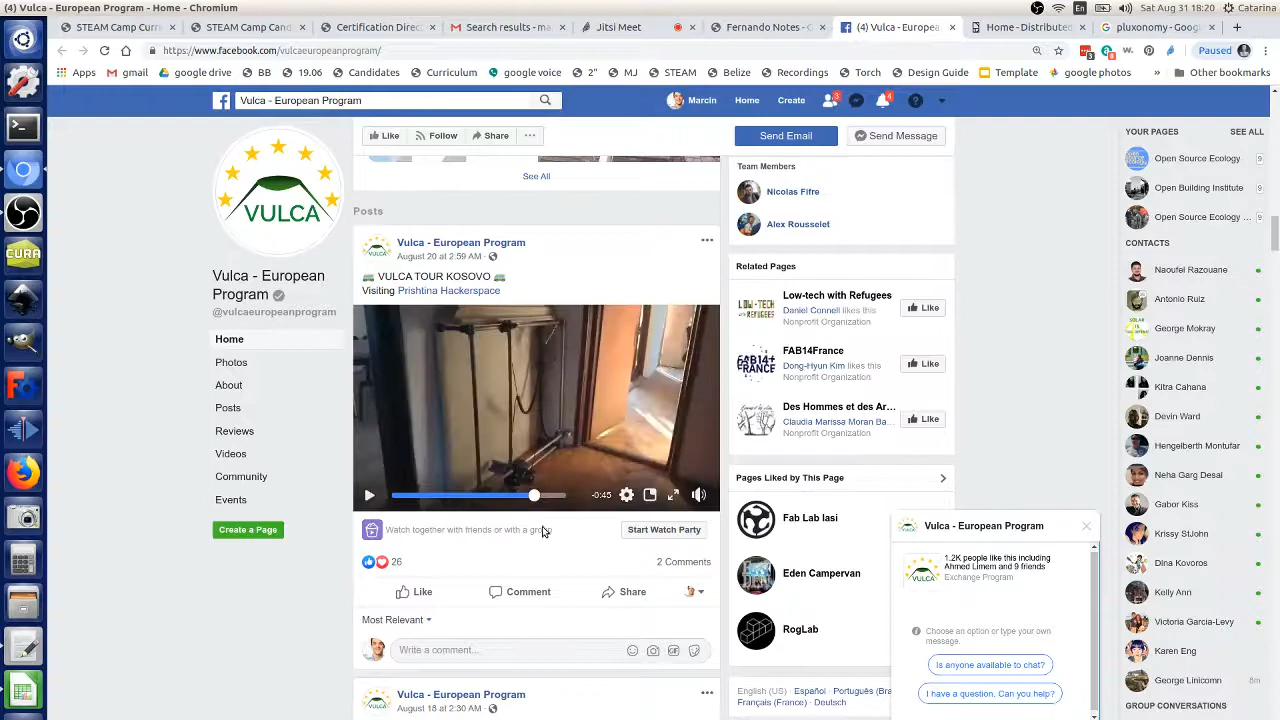 (4) Vulca - European Program - Home - Chromium
En
Sun Aug 31 18:20
Catarina
STEAM Camp Curr
STEAM Camp Cand
Certification Direc
Search results - ma
Jitsi Meet
Fernando Notes - G
(4) Vulca - Europea
Home - Distributed
pluxonomy - Googl
https://www.facebook.com/vulcaeuropeanprogram/
Paused
Apps
gmail
google drive
BB
19.06
Candidates
Curriculum
google voice
2"
MJ
STEAM
Belize
Recordings
Torch
Design Guide
Template
google photos
»
Other bookmarks
Vulca - European Program
Marcin
Home
Create
3
4
Like
Follow
Share
Send Email
Send Message
VULCA
Vulca - European
Program
@vulcaeuropeanprogram
Home
Photos
About
Posts
Reviews
Videos
Community
Events
Create a Page
See All
Posts
Vulca - European Program
August 20 at 2:59 AM ·
VULCA TOUR KOSOVO
Visiting Prishtina Hackerspace
-0:45
Watch together with friends or with a group
Start Watch Party
26
2 Comments
Like
Comment
Share
Most Relevant
Write a comment...
Vulca - European Program
August 18 at 2:30 AM ·
Team Members
Nicolas Fifre
Alex Rousselet
Related Pages
Low-tech with Refugees
Daniel Connell likes this
Nonprofit Organization
Like
FAB14France
Dong-Hyun Kim likes this
Nonprofit Organization
Like
Des Hommes et des Ar...
Claudia Marissa Moran Ba...
Nonprofit Organization
Like
Pages Liked by This Page
Fab Lab Iasi
Eden Campervan
RogLab
English (US) · Español · Português (Bra
Français (France) · Deutsch
Vulca - European Program
1.2K people like this including
Ahmed Limem and 9 friends
Exchange Program
Choose an option or type your own
message.
Is anyone available to chat?
I have a question. Can you help?
YOUR PAGES
SEE ALL
Open Source Ecology
9
Open Building Institute
9
Open Source Ecology ...
9
CONTACTS
Naoufel Razouane
Antonia Ruiz
George Mokray
Joanne Dennis
Kitra Cahana
Devin Ward
Hengelberth Montufar
Neha Garg Desai
Gabor Kiss
Krissy StJohn
Dina Kovoros
Kelly Ann
Victoria Garcia-Levy
Karen Eng
George Linicomn
8m
GROUP CONVERSATIONS